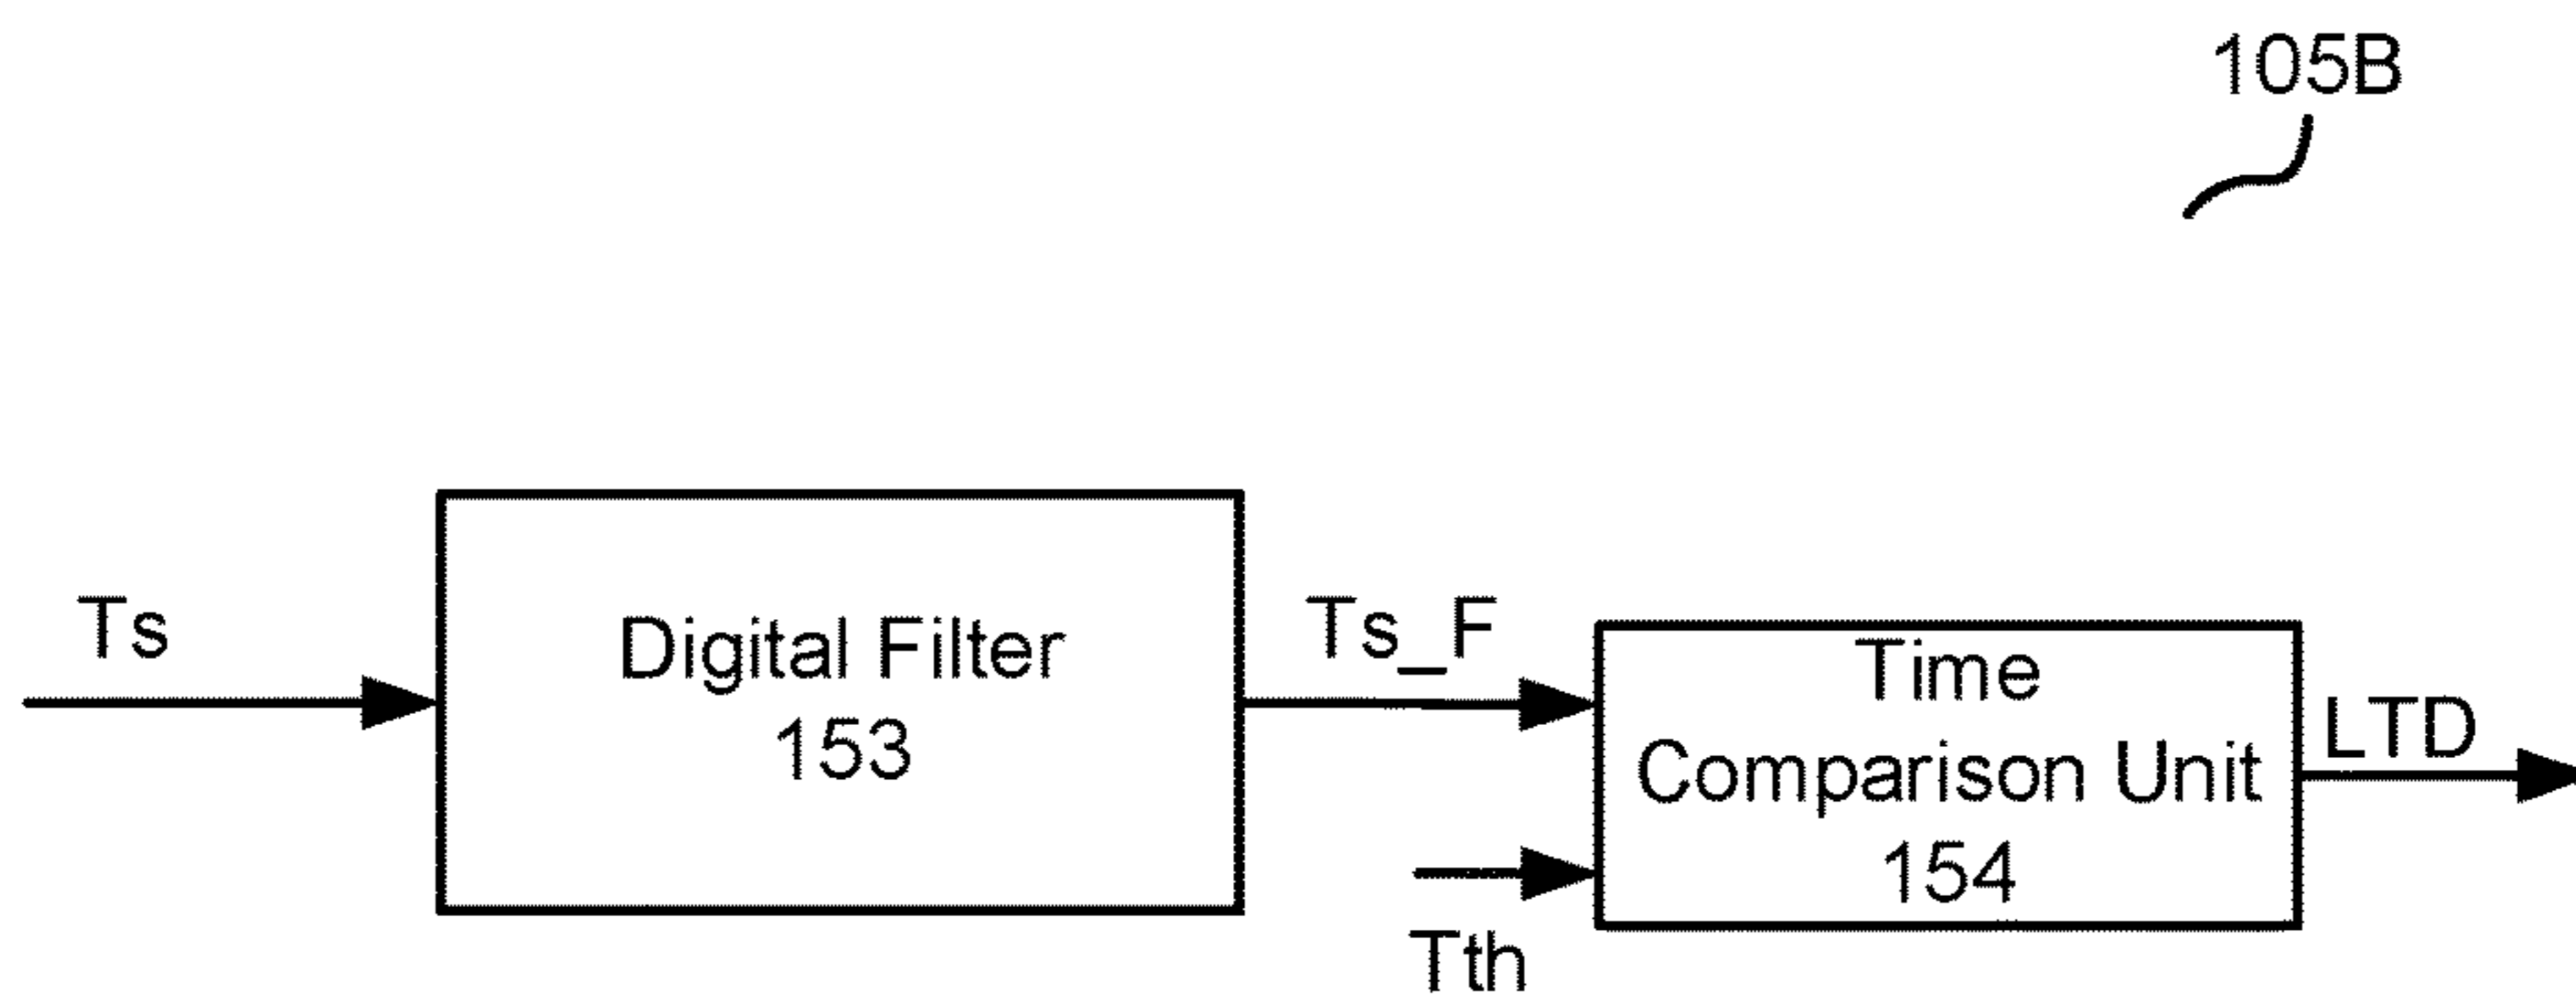 105B
Ts
Digital Filter
153
Ts_F
Time
Comparison Unit
154
LTD
Tth